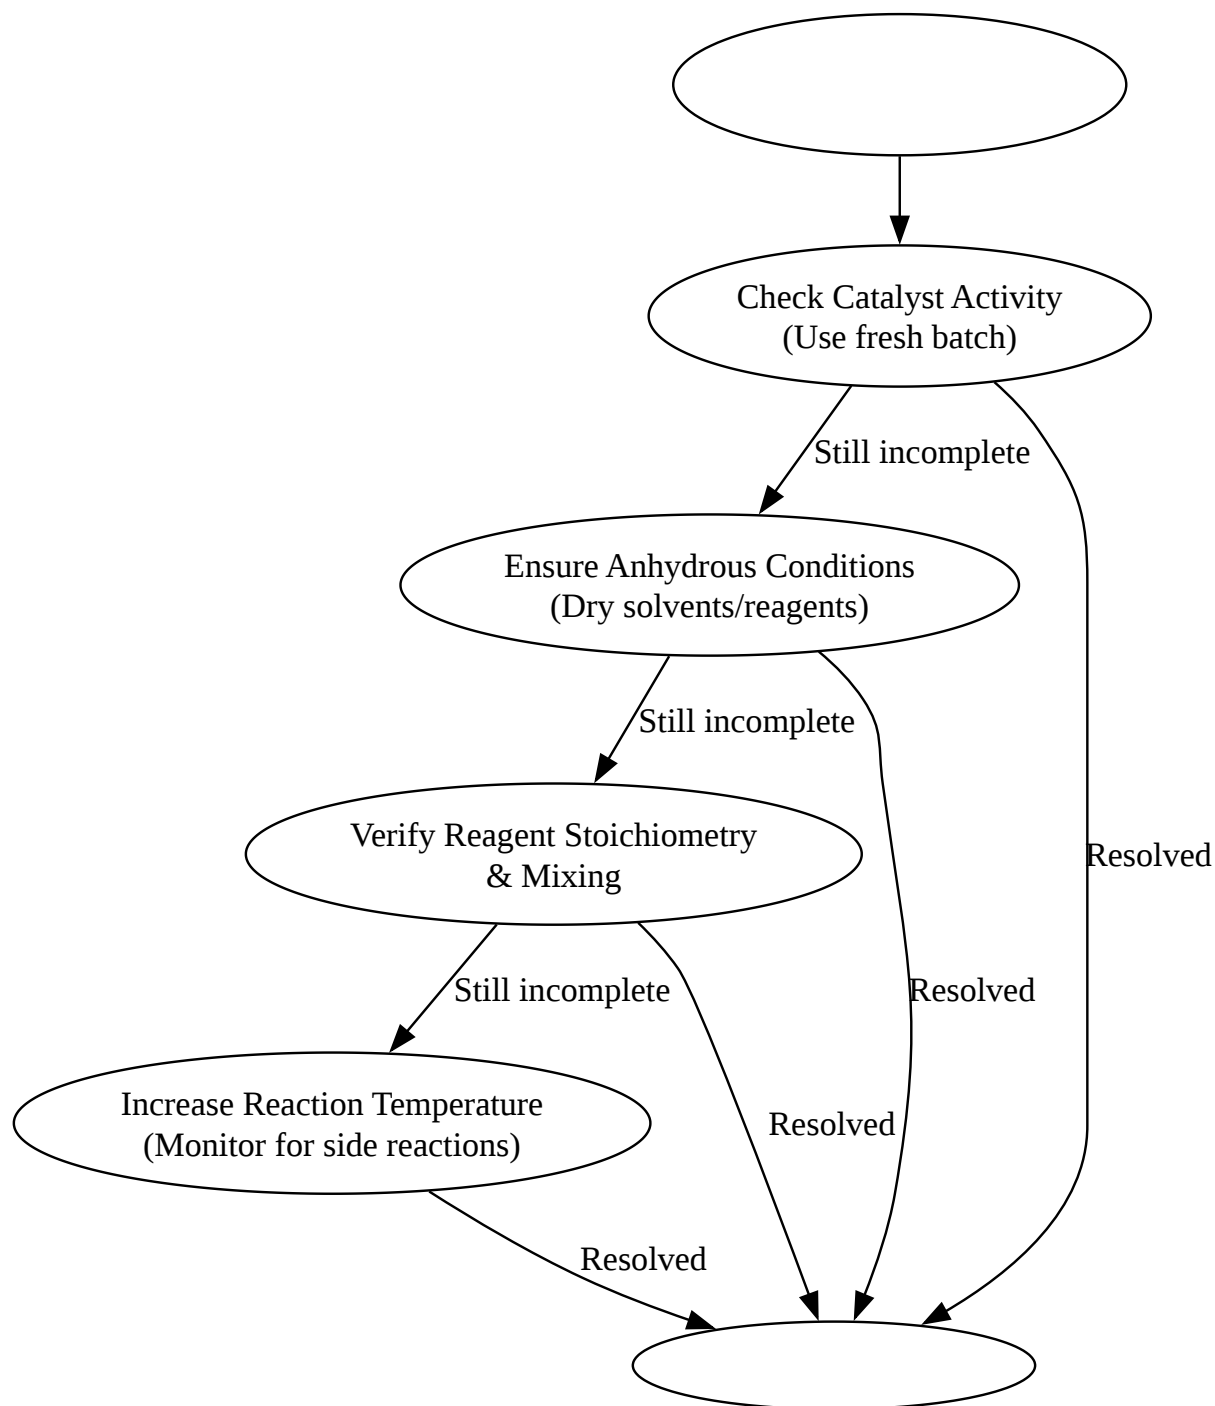 Check Catalyst Activity
(Use fresh batch)
Still incomplete
Ensure Anhydrous Conditions
(Dry solvents/reagents)
Still incomplete
Verify Reagent Stoichiometry
& Mixing
Resolved
Still incomplete
Resolved
Increase Reaction Temperature
(Monitor for side reactions)
Resolved
Resolved